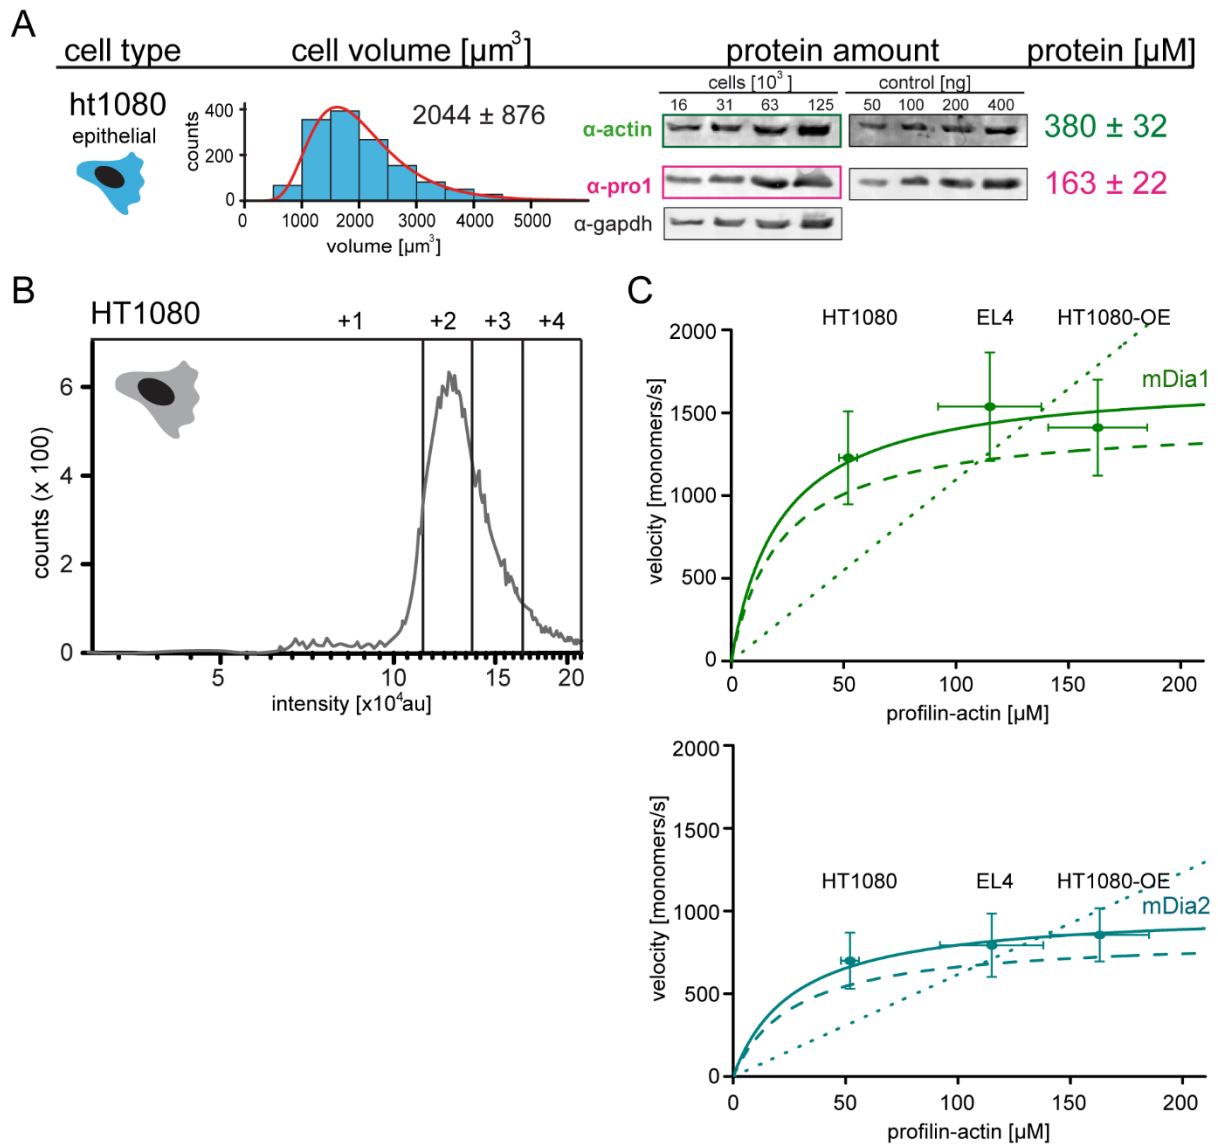 A
cell type cell volume [µm³] protein amount protein [µM]
cells [10³] control [ng]
16 31 63 125 50 100 200 400
ht1080
epithelial
counts
400
200
0
2044 ± 876
0 1000 2000 3000 4000 5000
volume [µm³]
α-actin
380 ± 32
α-pro1
163 ± 22
α-gapdh
B
HT1080
+1 +2 +3 +4
counts (x 100)
6
4
2
0
5 10 15 20
intensity [x10⁴au]
C
HT1080 EL4 HT1080-OE
mDia1
velocity [monomers/s]
2000
1500
1000
500
0
0 50 100 150 200
profilin-actin [µM]
HT1080 EL4 HT1080-OE
mDia2
velocity [monomers/s]
2000
1500
1000
500
0
0 50 100 150 200
profilin-actin [µM]